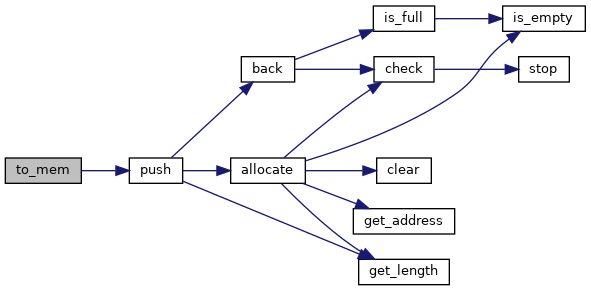 is_full
is_empty
back
check
stop
to_mem
push
allocate
clear
get_address
get_length